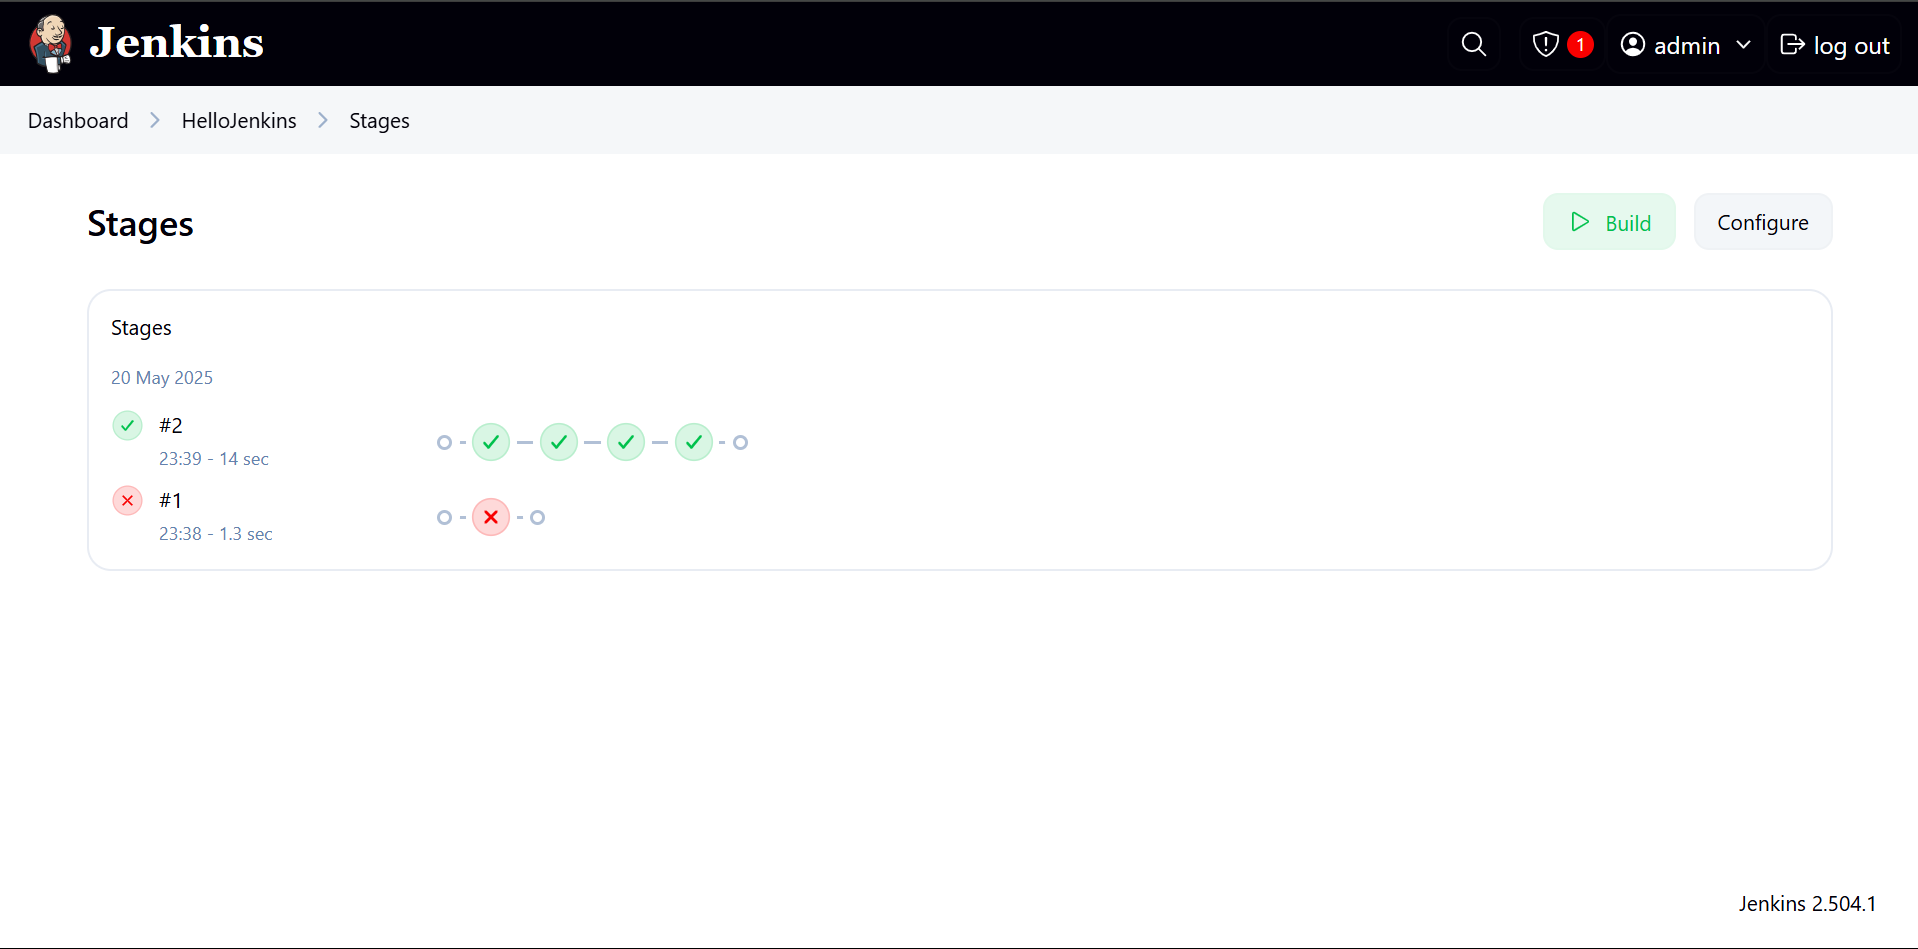 Jenkins
1 admin log out
Dashboard HelloJenkins Stages
Stages
Build Configure
Stages
20 May 2025
#2
23:39 - 14 sec
#1
23:38 - 1.3 sec
Jenkins 2.504.1